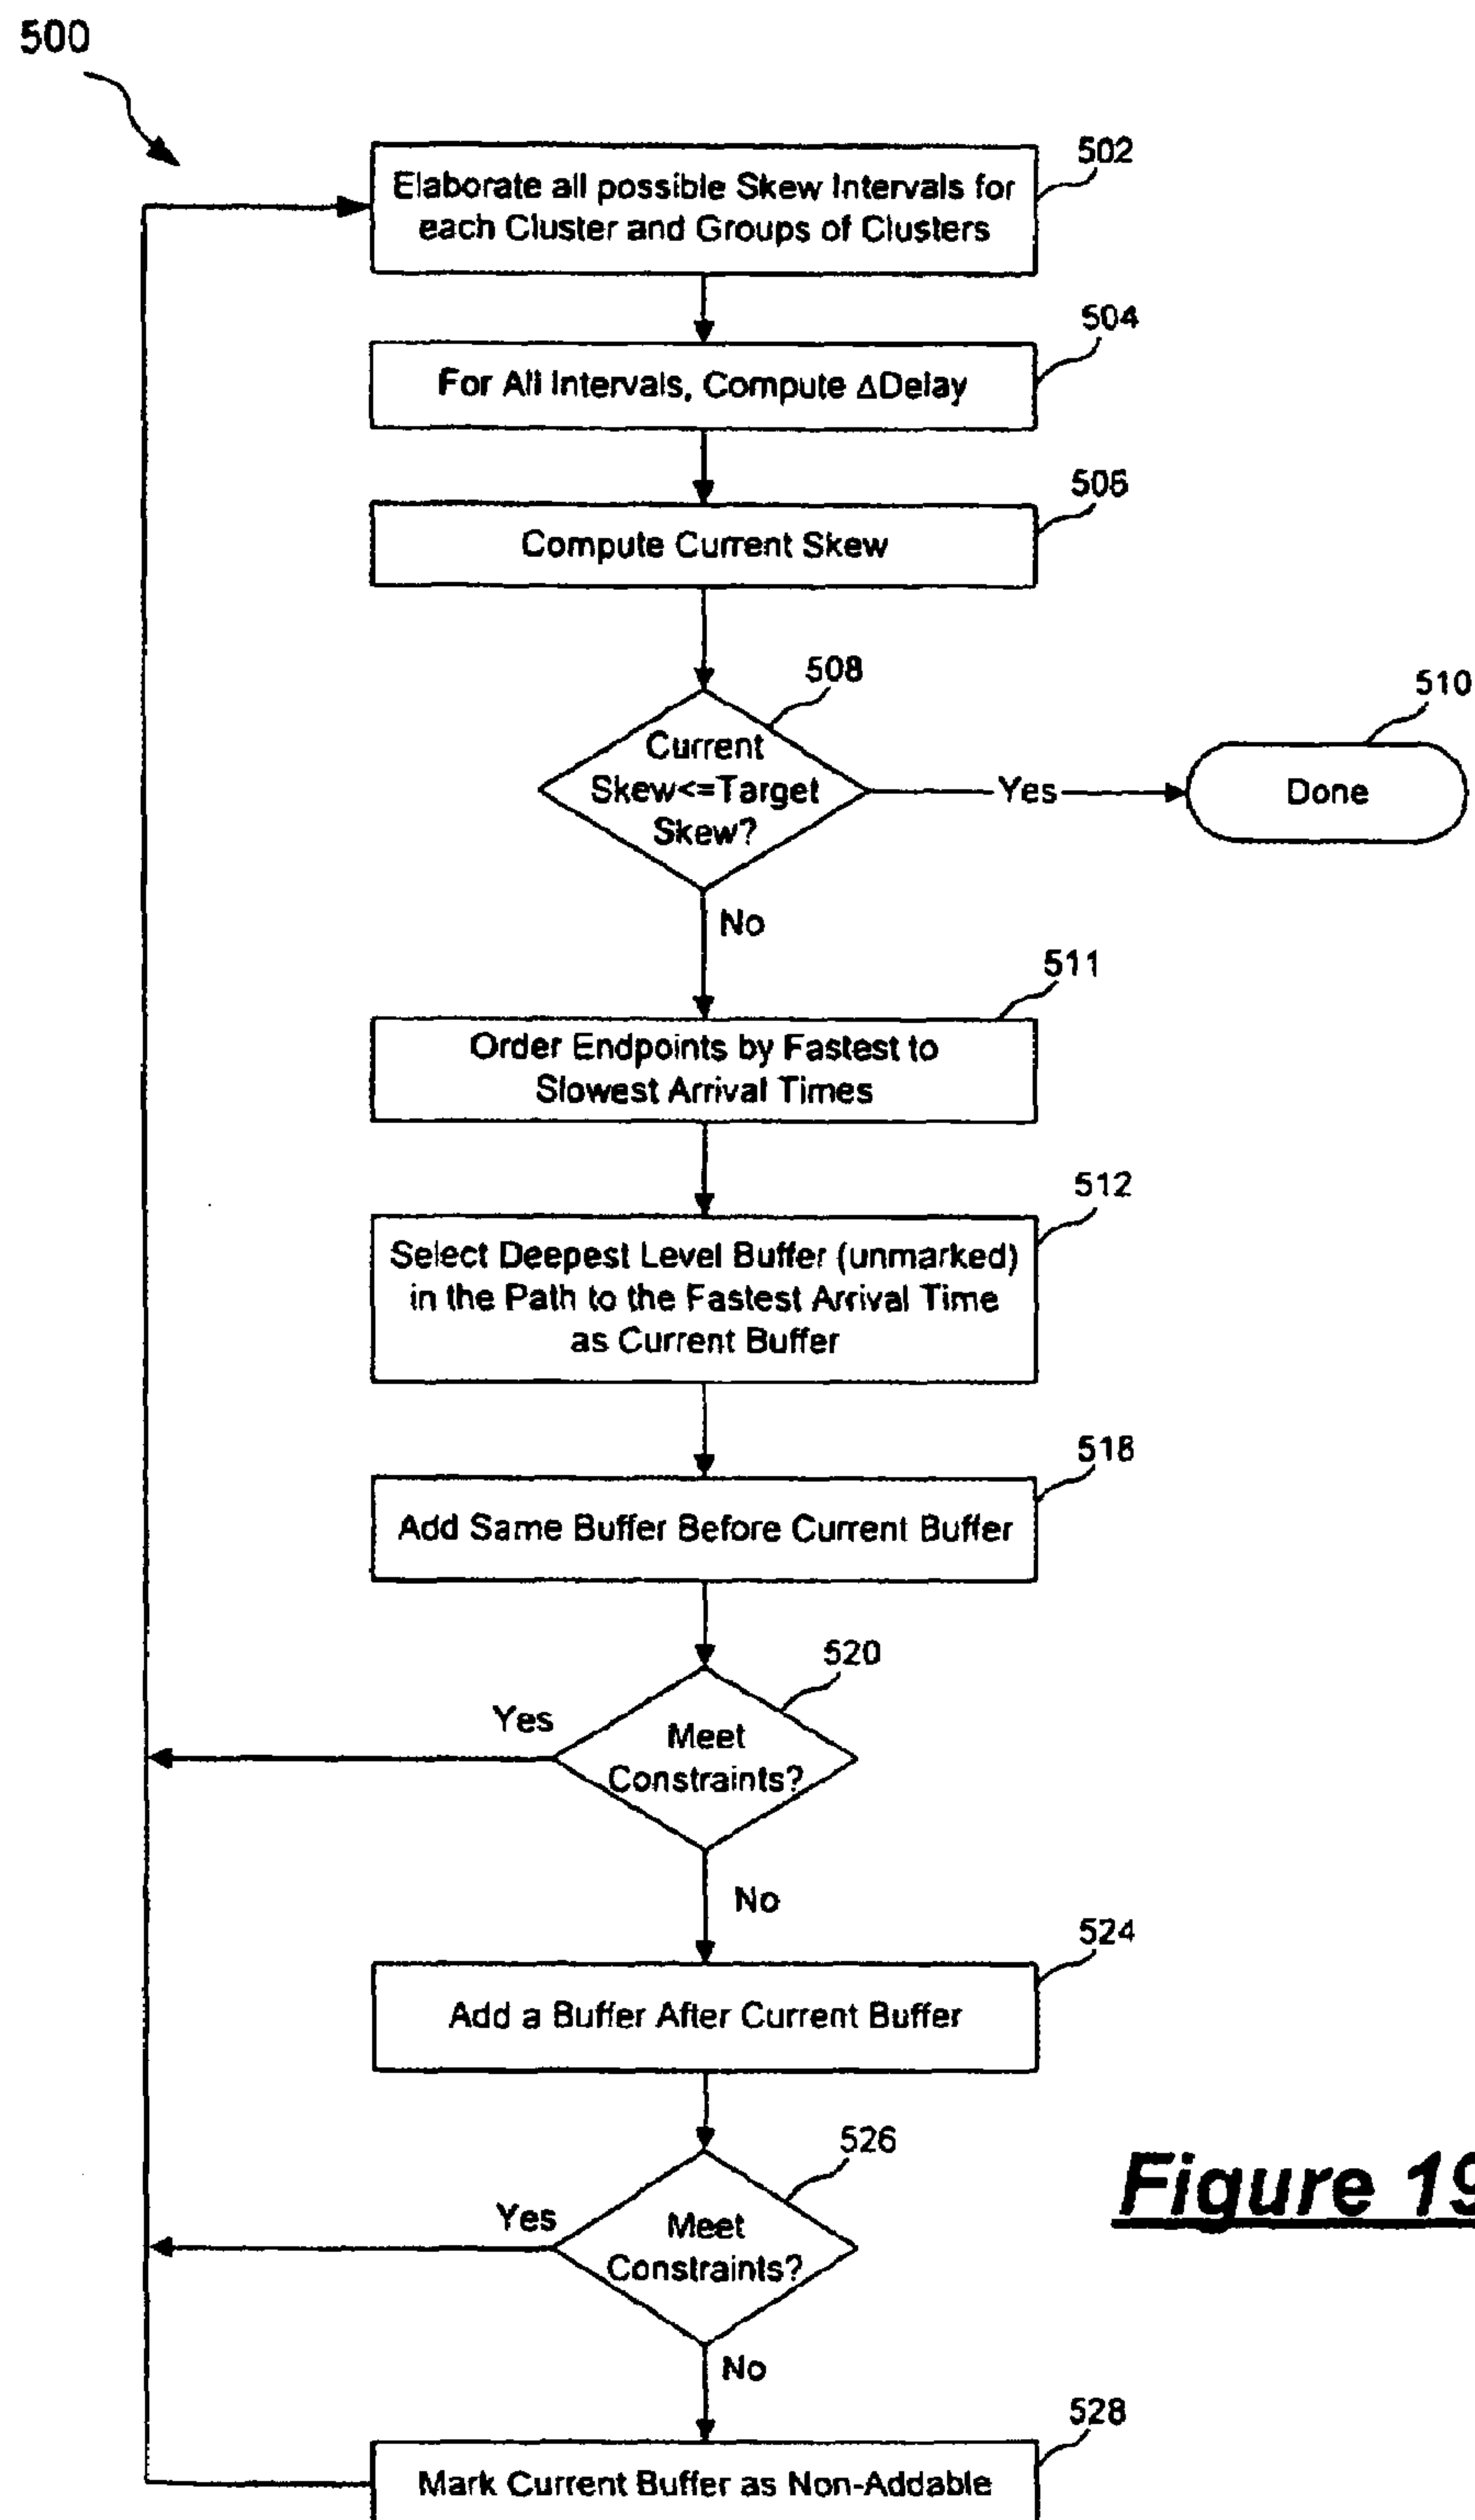 500
502
Elaborate all possible Skew Intervals for
each Cluster and Groups of Clusters
504
For All Intervals, Compute ΔDelay
506
Compute Current Skew
508
Current
Skew<=Target
Skew?
Yes
510
Done
No
511
Order Endpoints by Fastest to
Slowest Arrival Times
512
Select Deepest Level Buffer (unmarked)
in the Path to the Fastest Arrival Time
as Current Buffer
518
Add Same Buffer Before Current Buffer
520
Yes
Meet
Constraints?
No
524
Add a Buffer After Current Buffer
526
Yes
Meet
Constraints?
Figure 19
No
528
Mark Current Buffer as Non-Addable